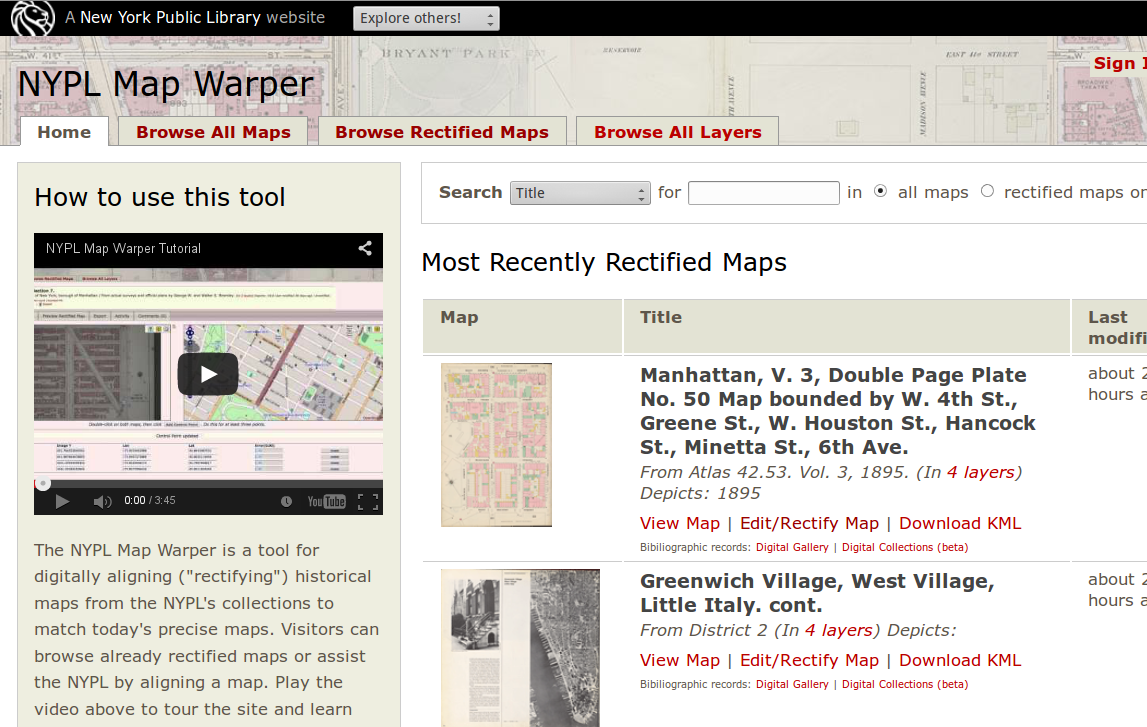 A New York Public Library website
Explore others!
BRYANT PARK
RESERVOIR
EAST 41st STREET
MADISON AVENUE
Sign I
NYPL Map Warper
Home
Browse All Maps
Browse Rectified Maps
Browse All Layers
How to use this tool
NYPL Map Warper Tutorial
0:00 / 3:45
YouTube
The NYPL Map Warper is a tool for
digitally aligning ("rectifying") historical
maps from the NYPL's collections to
match today's precise maps. Visitors can
browse already rectified maps or assist
the NYPL by aligning a map. Play the
video above to tour the site and learn
Search Title for in all maps rectified maps on
Most Recently Rectified Maps
Map
Title
Last
modifi
Manhattan, V. 3, Double Page Plate
No. 50 Map bounded by W. 4th St.,
Greene St., W. Houston St., Hancock
St., Minetta St., 6th Ave.
From Atlas 42.53. Vol. 3, 1895. (In 4 layers)
Depicts: 1895
View Map | Edit/Rectify Map | Download KML
Bibiliographic records: Digital Gallery | Digital Collections (beta)
about 2
hours a
Greenwich Village, West Village,
Little Italy. cont.
From District 2 (In 4 layers) Depicts:
View Map | Edit/Rectify Map | Download KML
Bibiliographic records: Digital Gallery | Digital Collections (beta)
about 2
hours a